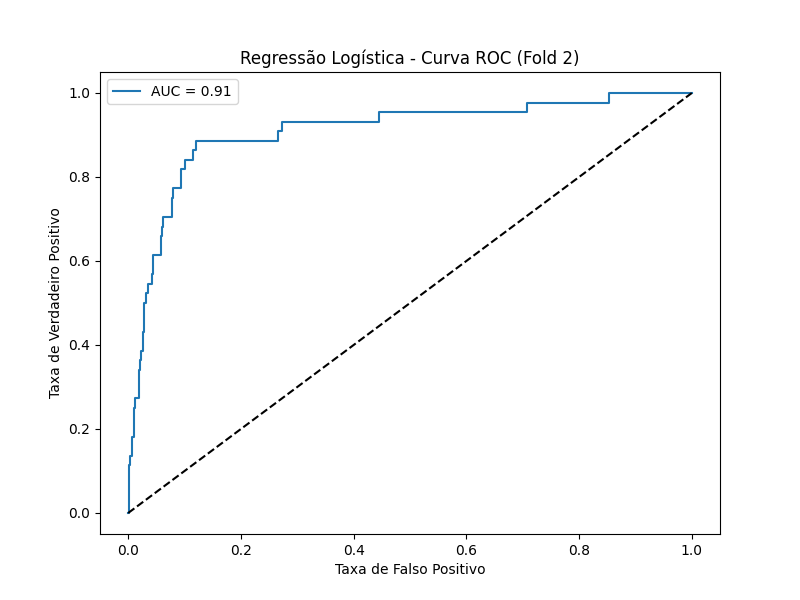 Regressão Logística - Curva ROC (Fold 2)
AUC = 0.91
1.0
0.8
0.6
0.4
0.2
0.0
Taxa de Verdadeiro Positivo
0.0 0.2 0.4 0.6 0.8 1.0
Taxa de Falso Positivo